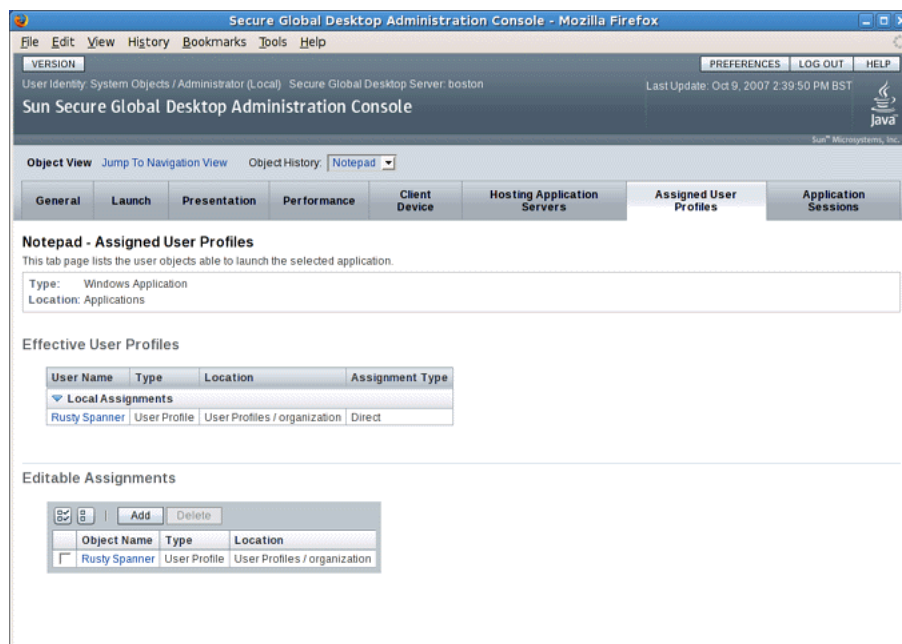 Secure Global Desktop Administration Console - Mozilla Firefox
File Edit View History Bookmarks Tools Help
VERSION PREFERENCES LOG OUT HELP
User Identity: System Objects / Administrator (Local) Secure Global Desktop Server: boston Last Update: Oct 9, 2007 2:39:50 PM BST
Sun Secure Global Desktop Administration Console
Java
Sun™ Microsystems, Inc.
Object View Jump To Navigation View Object History: Notepad
General Launch Presentation Performance Client Device Hosting Application Servers Assigned User Profiles Application Sessions
Notepad - Assigned User Profiles
This tab page lists the user objects able to launch the selected application.
Type: Windows Application
Location: Applications
Effective User Profiles
User Name Type Location Assignment Type
Local Assignments
Rusty Spanner User Profile User Profiles / organization Direct
Editable Assignments
Add Delete
Object Name Type Location
Rusty Spanner User Profile User Profiles / organization